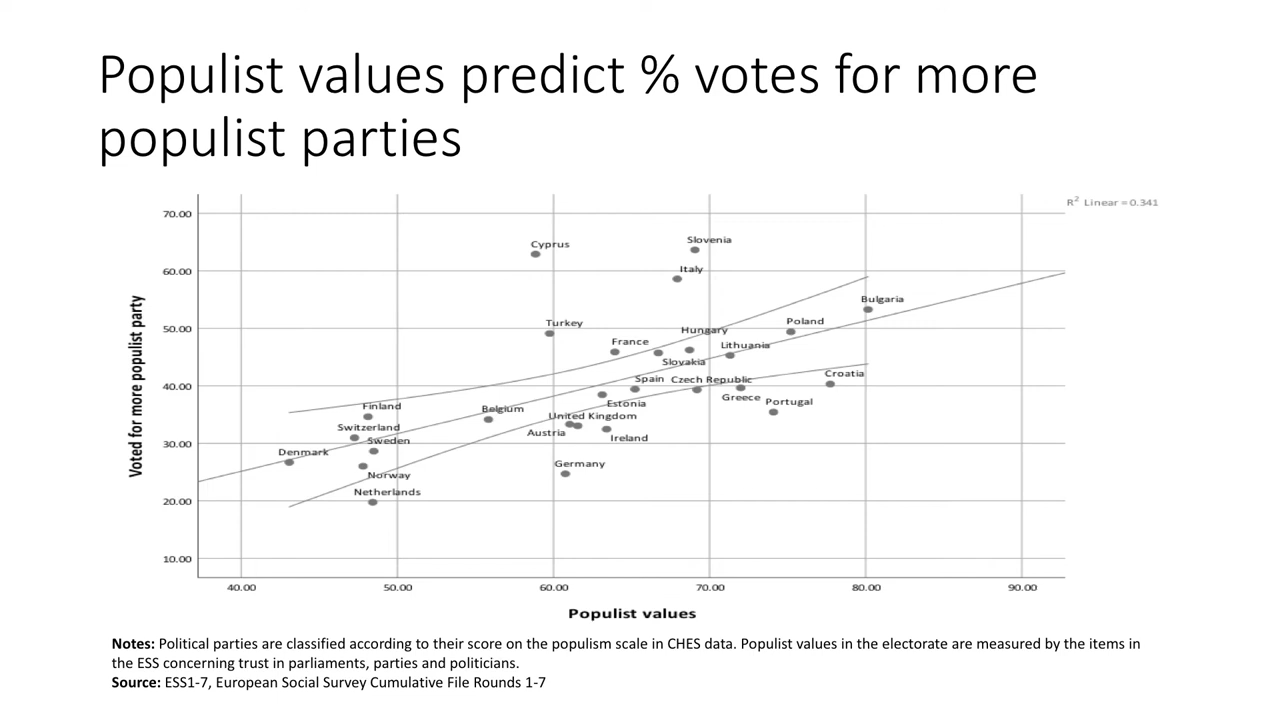 Populist values predict % votes for more
populist parties
R² Linear = 0.341
Voted for more populist party
70.00
60.00
50.00
40.00
30.00
20.00
10.00
Cyprus
Slovenia
Italy
Bulgaria
Turkey
Poland
Hungary
France
Lithuania
Slovakia
Croatia
Spain
Czech Republic
Greece
Portugal
Estonia
Finland
Belgium
United Kingdom
Switzerland
Austria
Ireland
Sweden
Denmark
Germany
Norway
Netherlands
40.00
50.00
60.00
70.00
80.00
90.00
Populist values
Notes: Political parties are classified according to their score on the populism scale in CHES data. Populist values in the electorate are measured by the items in
the ESS concerning trust in parliaments, parties and politicians.
Source: ESS1-7, European Social Survey Cumulative File Rounds 1-7